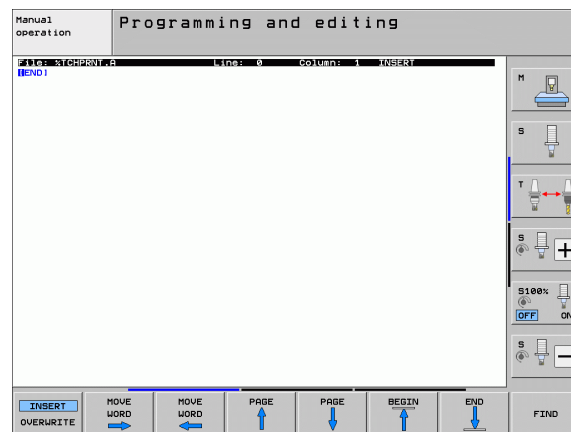 Manual
operation
Programming and editing
File: %TCHPRNT.A Line: 0 Column: 1 INSERT
[END]
M
S
T
S
S100%
OFF ON
S
INSERT
OVERWRITE
MOVE
WORD
MOVE
WORD
PAGE
PAGE
BEGIN
END
FIND